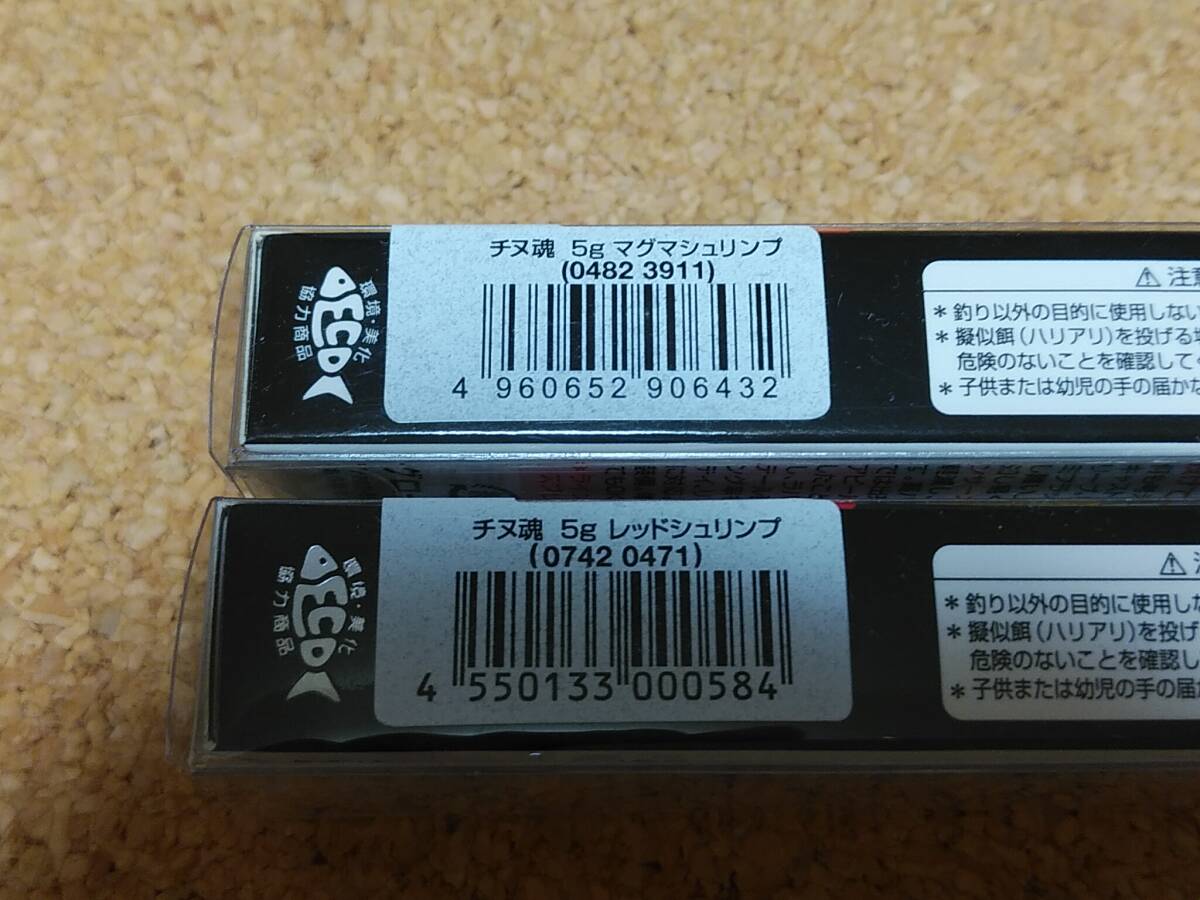 チヌ魂 5g マグマシュリンプ
(0482 3911)
4 960652 906432
環境・美化
ECO
協力商品
⚠ 注意
＊釣り以外の目的に使用しない
＊擬似餌(ハリアリ)を投げる
危険のないことを確認して
＊子供または幼児の手の届かな
チヌ魂 5g レッドシュリンプ
(0742 0471)
4 550133 000584
環境・美化
ECO
協力商品
⚠
＊釣り以外の目的に使用し
＊擬似餌(ハリアリ)を投げ
危険のないことを確認し
＊子供または幼児の手の届